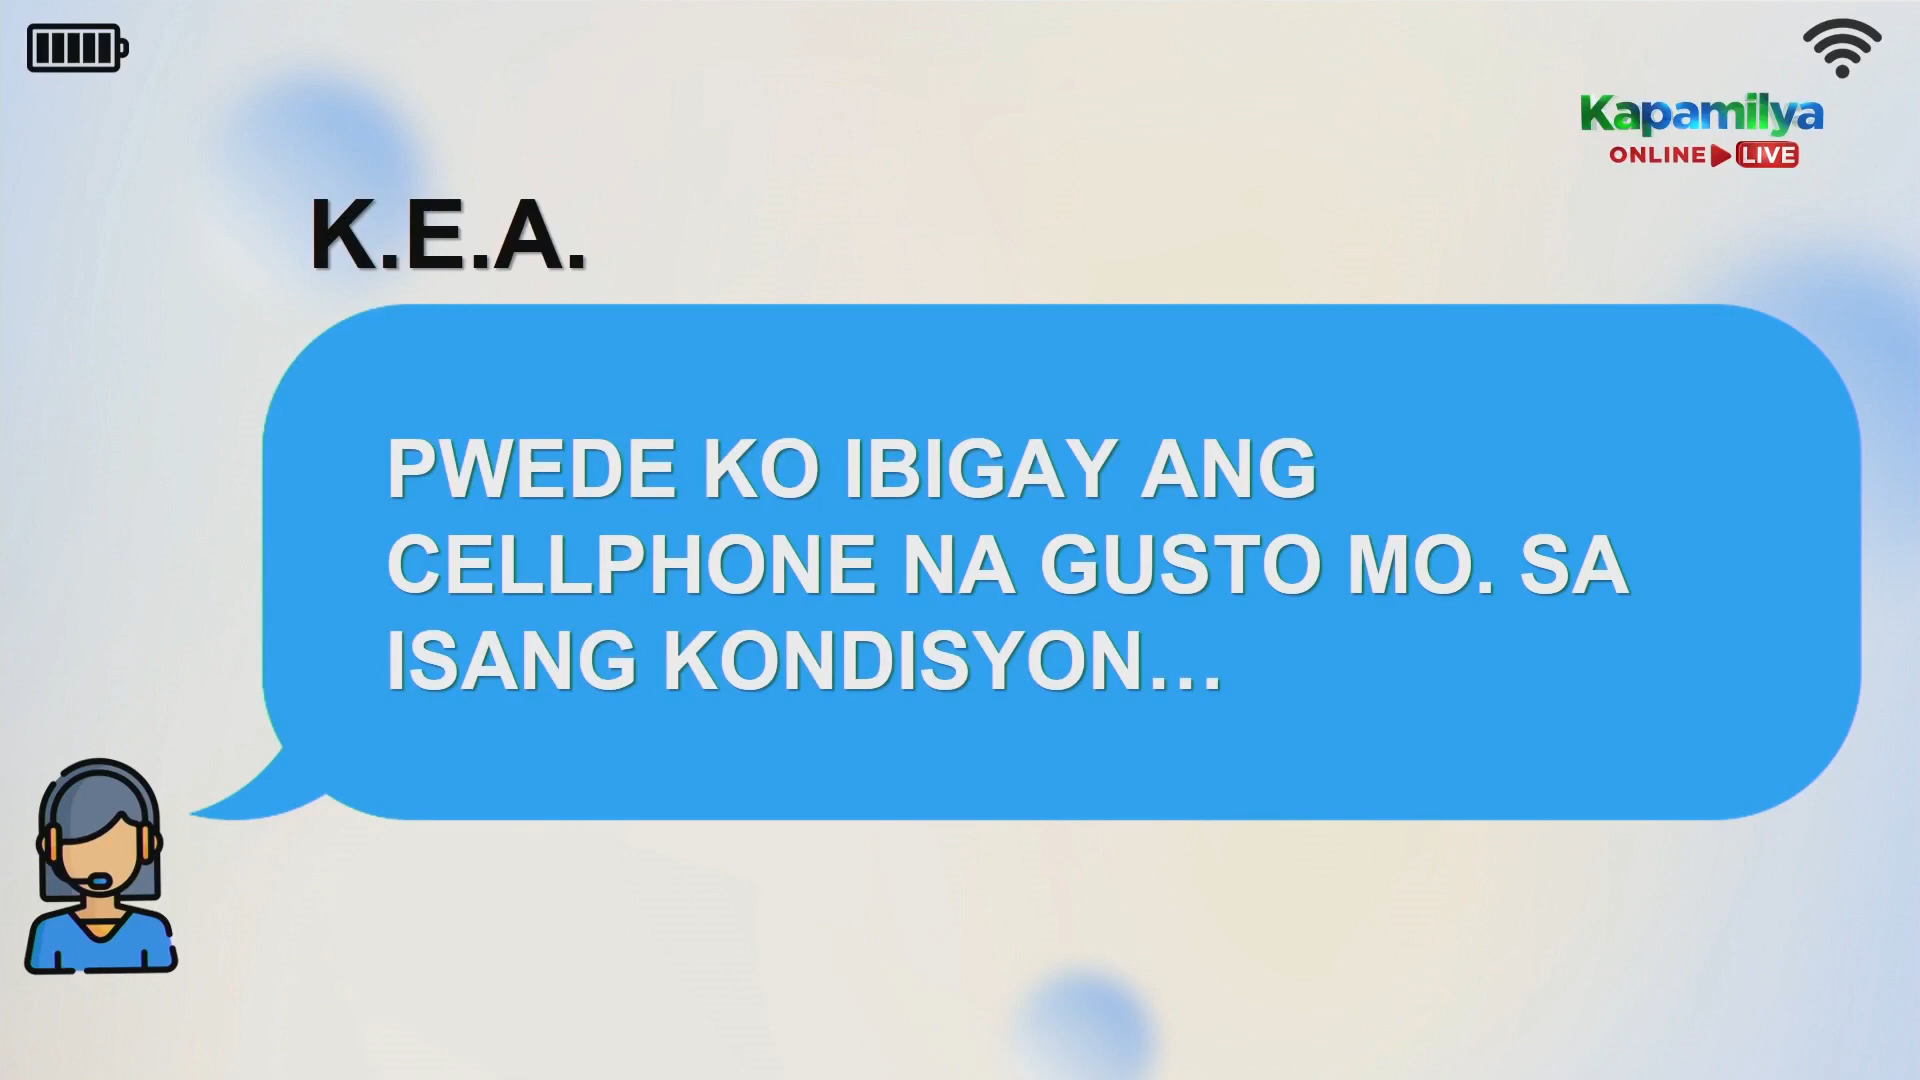 Kapamilya
ONLINE LIVE
K.E.A.
PWEDE KO IBIGAY ANG
CELLPHONE NA GUSTO MO. SA
ISANG KONDISYON...